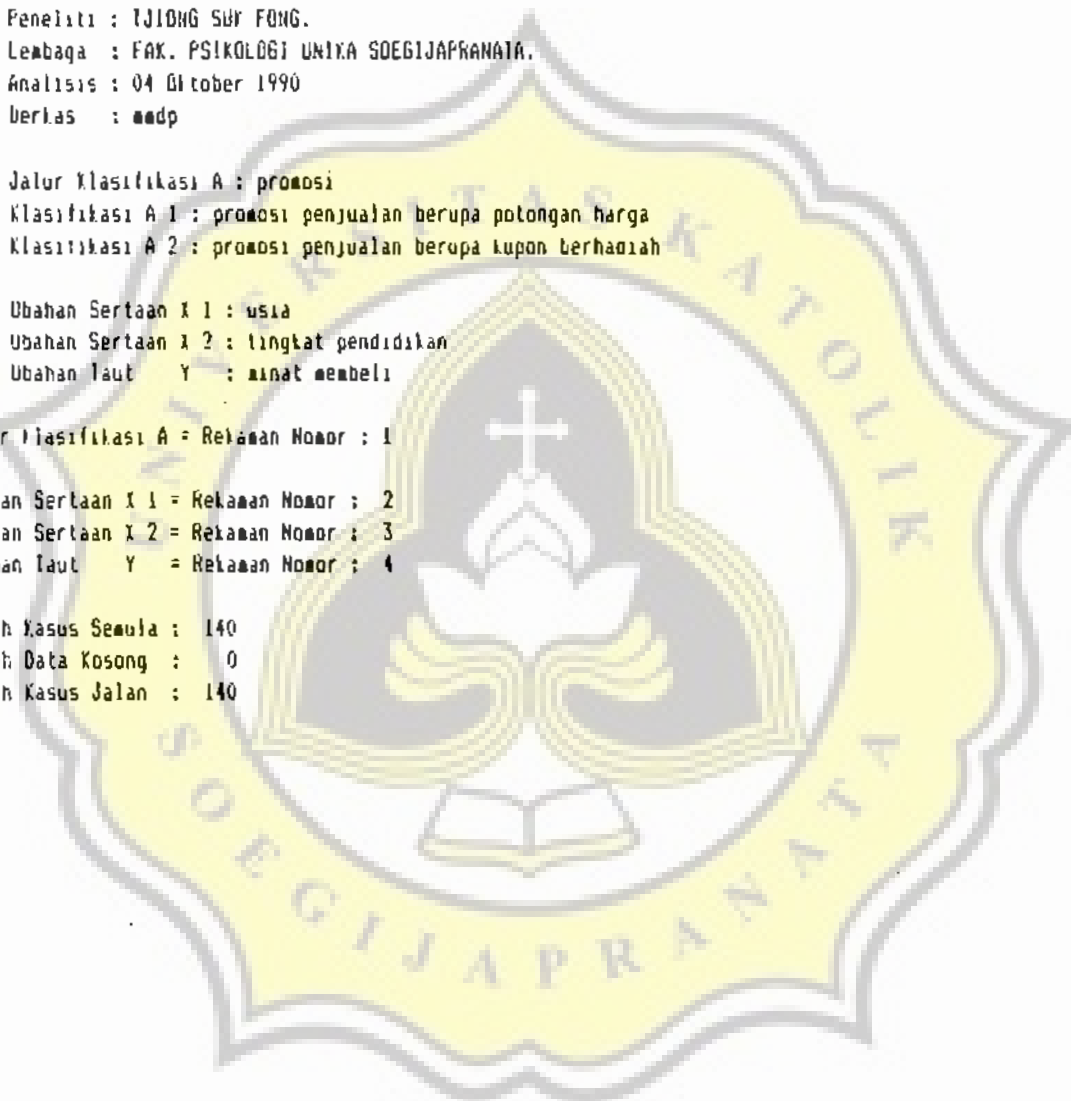 Peneliti : TJIONG SUY FONG.
Lembaga : FAK. PSIKOLOGI UNIKA SOEGIJAPRANATA.
Analisis : 04 Oktober 1990
Berkas : mmdp
Jalur Klasifikasi A : promosi
Klasifikasi A 1 : promosi penjualan berupa potongan harga
Klasifikasi A 2 : promosi penjualan berupa kupon berhadiah
Ubahan Sertaan X 1 : usia
Ubahan Sertaan X 2 : tingkat pendidikan
Ubahan Taut Y : minat membeli
r Klasifikasi A = Rekaman Nomor : 1
an Sertaan X 1 = Rekaman Nomor : 2
an Sertaan X 2 = Rekaman Nomor : 3
an Taut Y = Rekaman Nomor : 4
h Kasus Semula : 140
h Data Kosong : 0
h Kasus Jalan : 140
UNIVERSITAS KATOLIK
SOEGIJAPRANATA